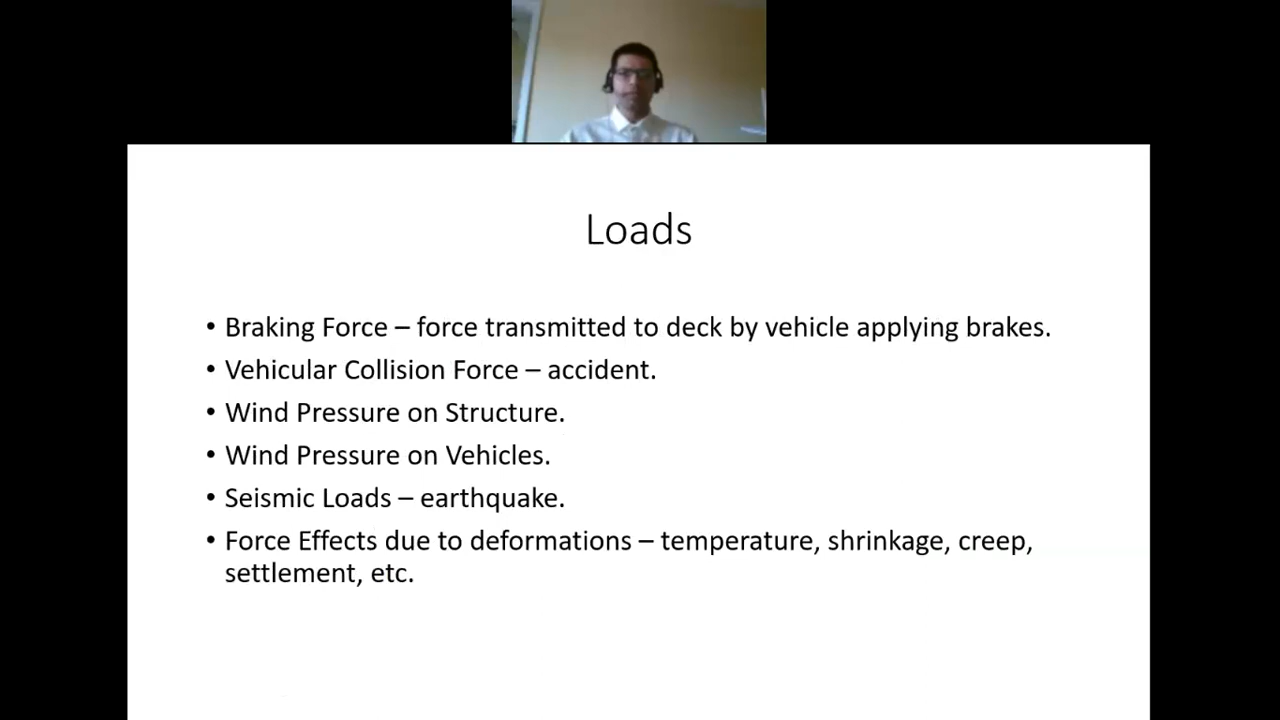 Loads
• Braking Force – force transmitted to deck by vehicle applying brakes.
• Vehicular Collision Force – accident.
• Wind Pressure on Structure.
• Wind Pressure on Vehicles.
• Seismic Loads – earthquake.
• Force Effects due to deformations – temperature, shrinkage, creep,
settlement, etc.